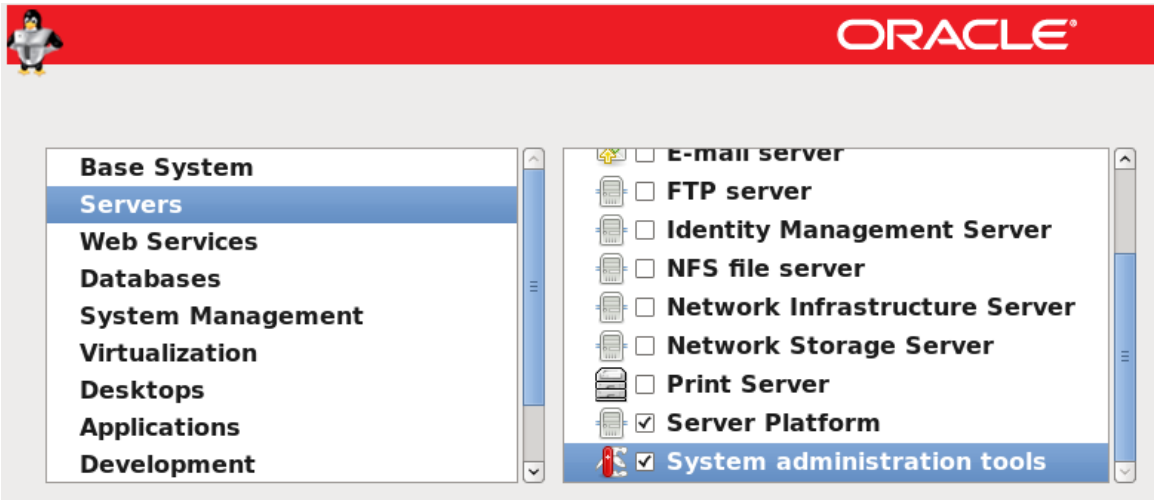 ORACLE®
Base System
Servers
Web Services
Databases
System Management
Virtualization
Desktops
Applications
Development
E-mail server
FTP server
Identity Management Server
NFS file server
Network Infrastructure Server
Network Storage Server
Print Server
Server Platform
System administration tools